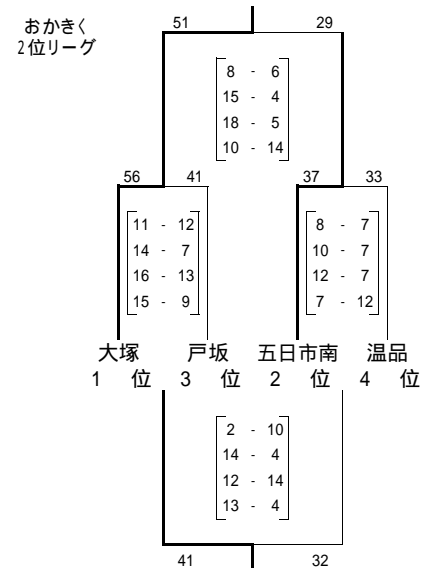 おかきく
2位リーグ
51 29
8 - 6
15 - 4
18 - 5
10 - 14
56 41 37 33
11 - 12 8 - 7
14 - 7 10 - 7
16 - 13 12 - 7
15 - 9 7 - 12
大塚 戸坂 五日市南 温品
1 位 3 位 2 位 4 位
2 - 10
14 - 4
12 - 14
13 - 4
41 32